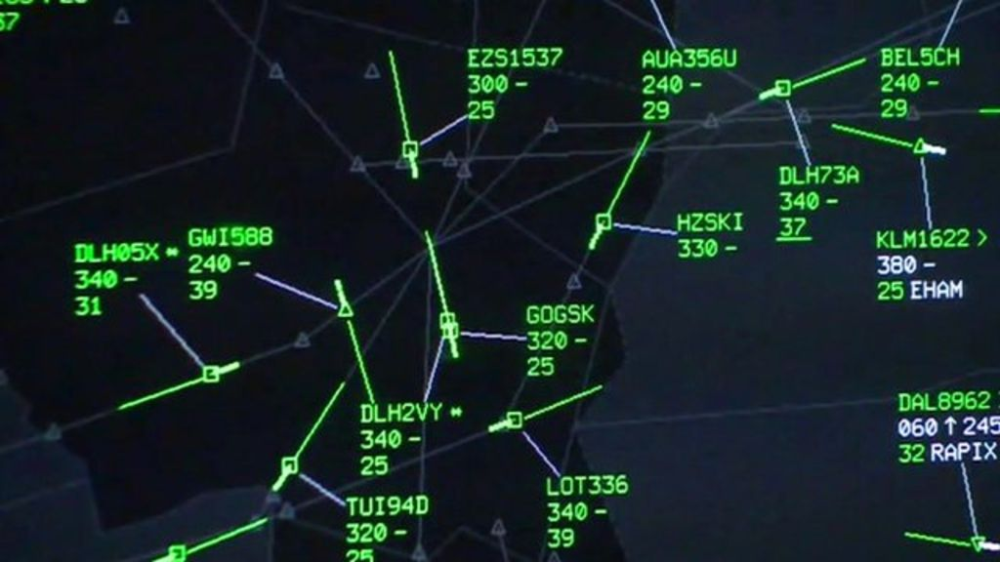 67
EZS1537
300 -
25
AUA356U
240 -
29
BEL5CH
240 -
29
DLH73A
340 -
37
HZSKI
330 -
KLM1622 >
380 -
25 EHAM
DLH05X *
340 -
31
GWI588
240 -
39
GOGSK
320 -
25
DLH2VY *
340 -
25
LOT336
340 -
39
TUI94D
320 -
25
DAL8962
060 ↑ 245
32 RAPIX